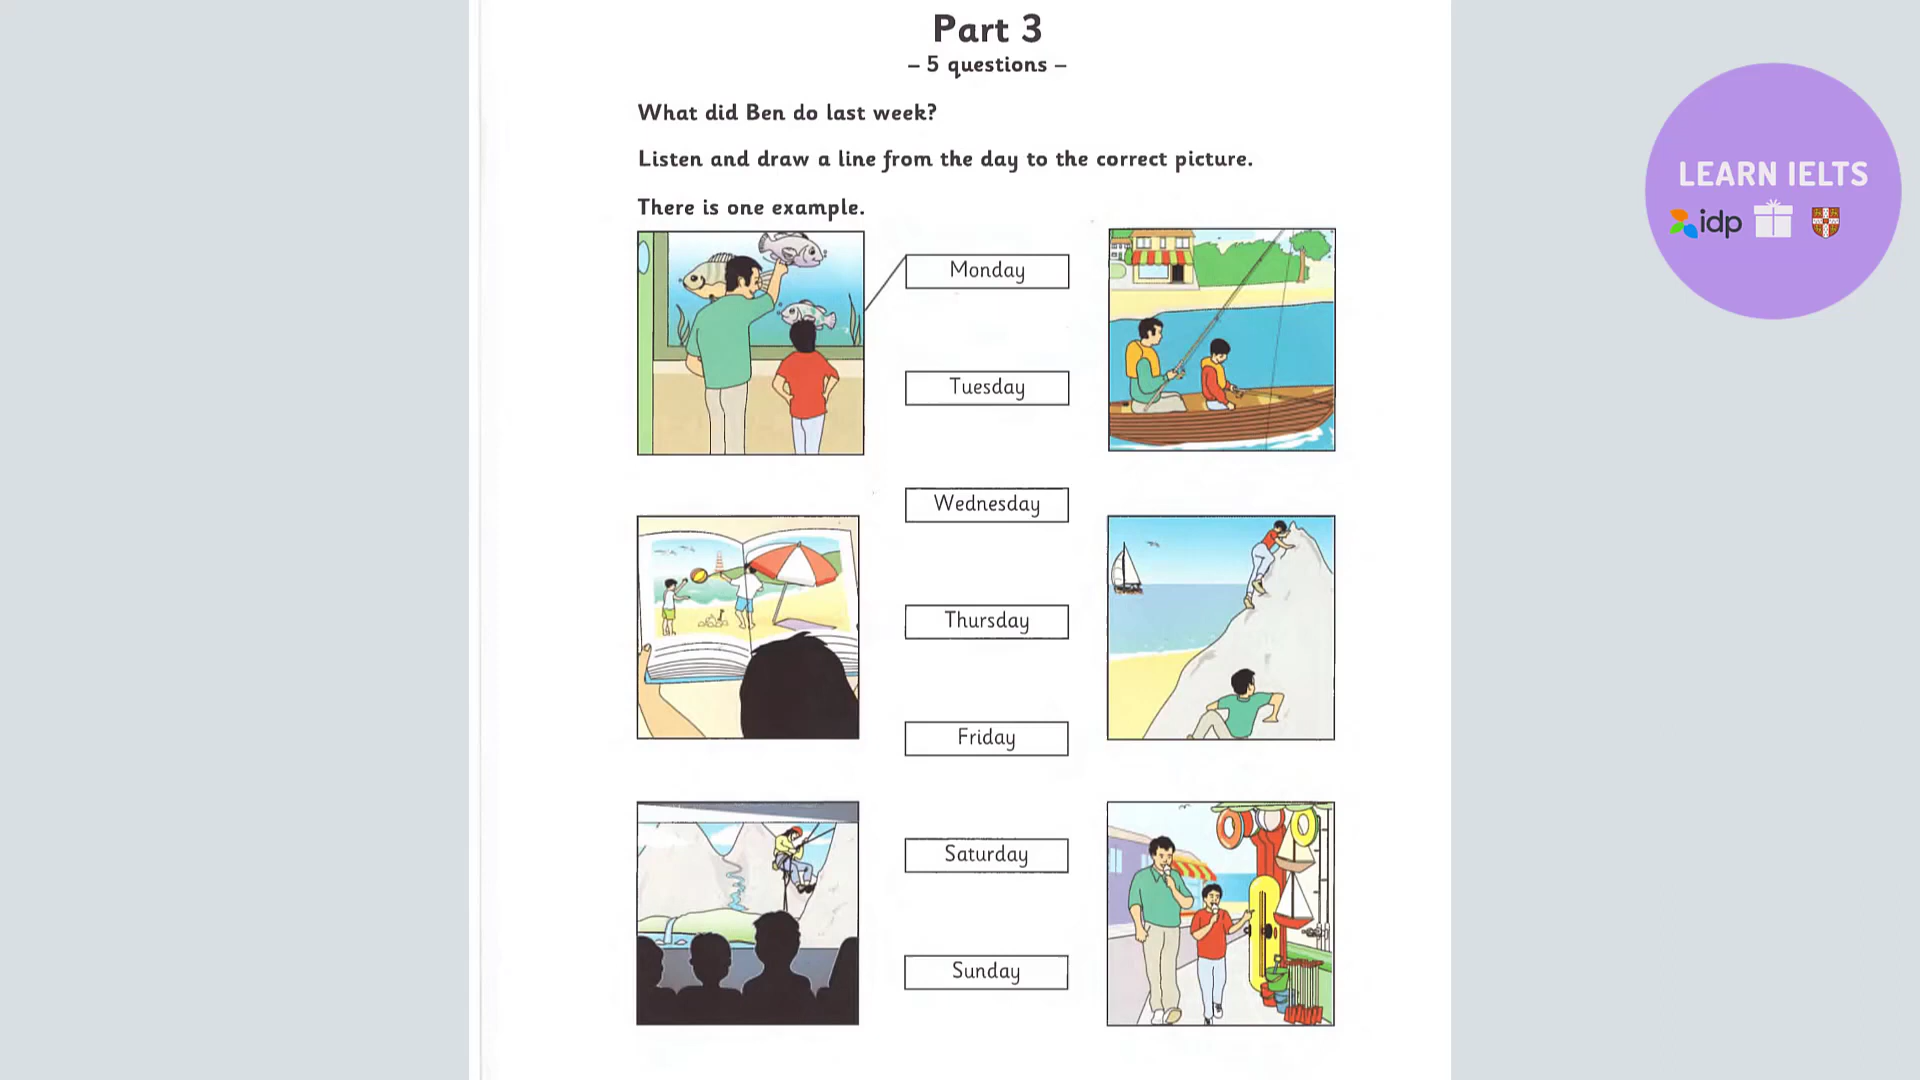 Part 3
– 5 questions –
What did Ben do last week?
Listen and draw a line from the day to the correct picture.
There is one example.
Monday
Tuesday
Wednesday
Thursday
Friday
Saturday
Sunday
LEARN IELTS
idp